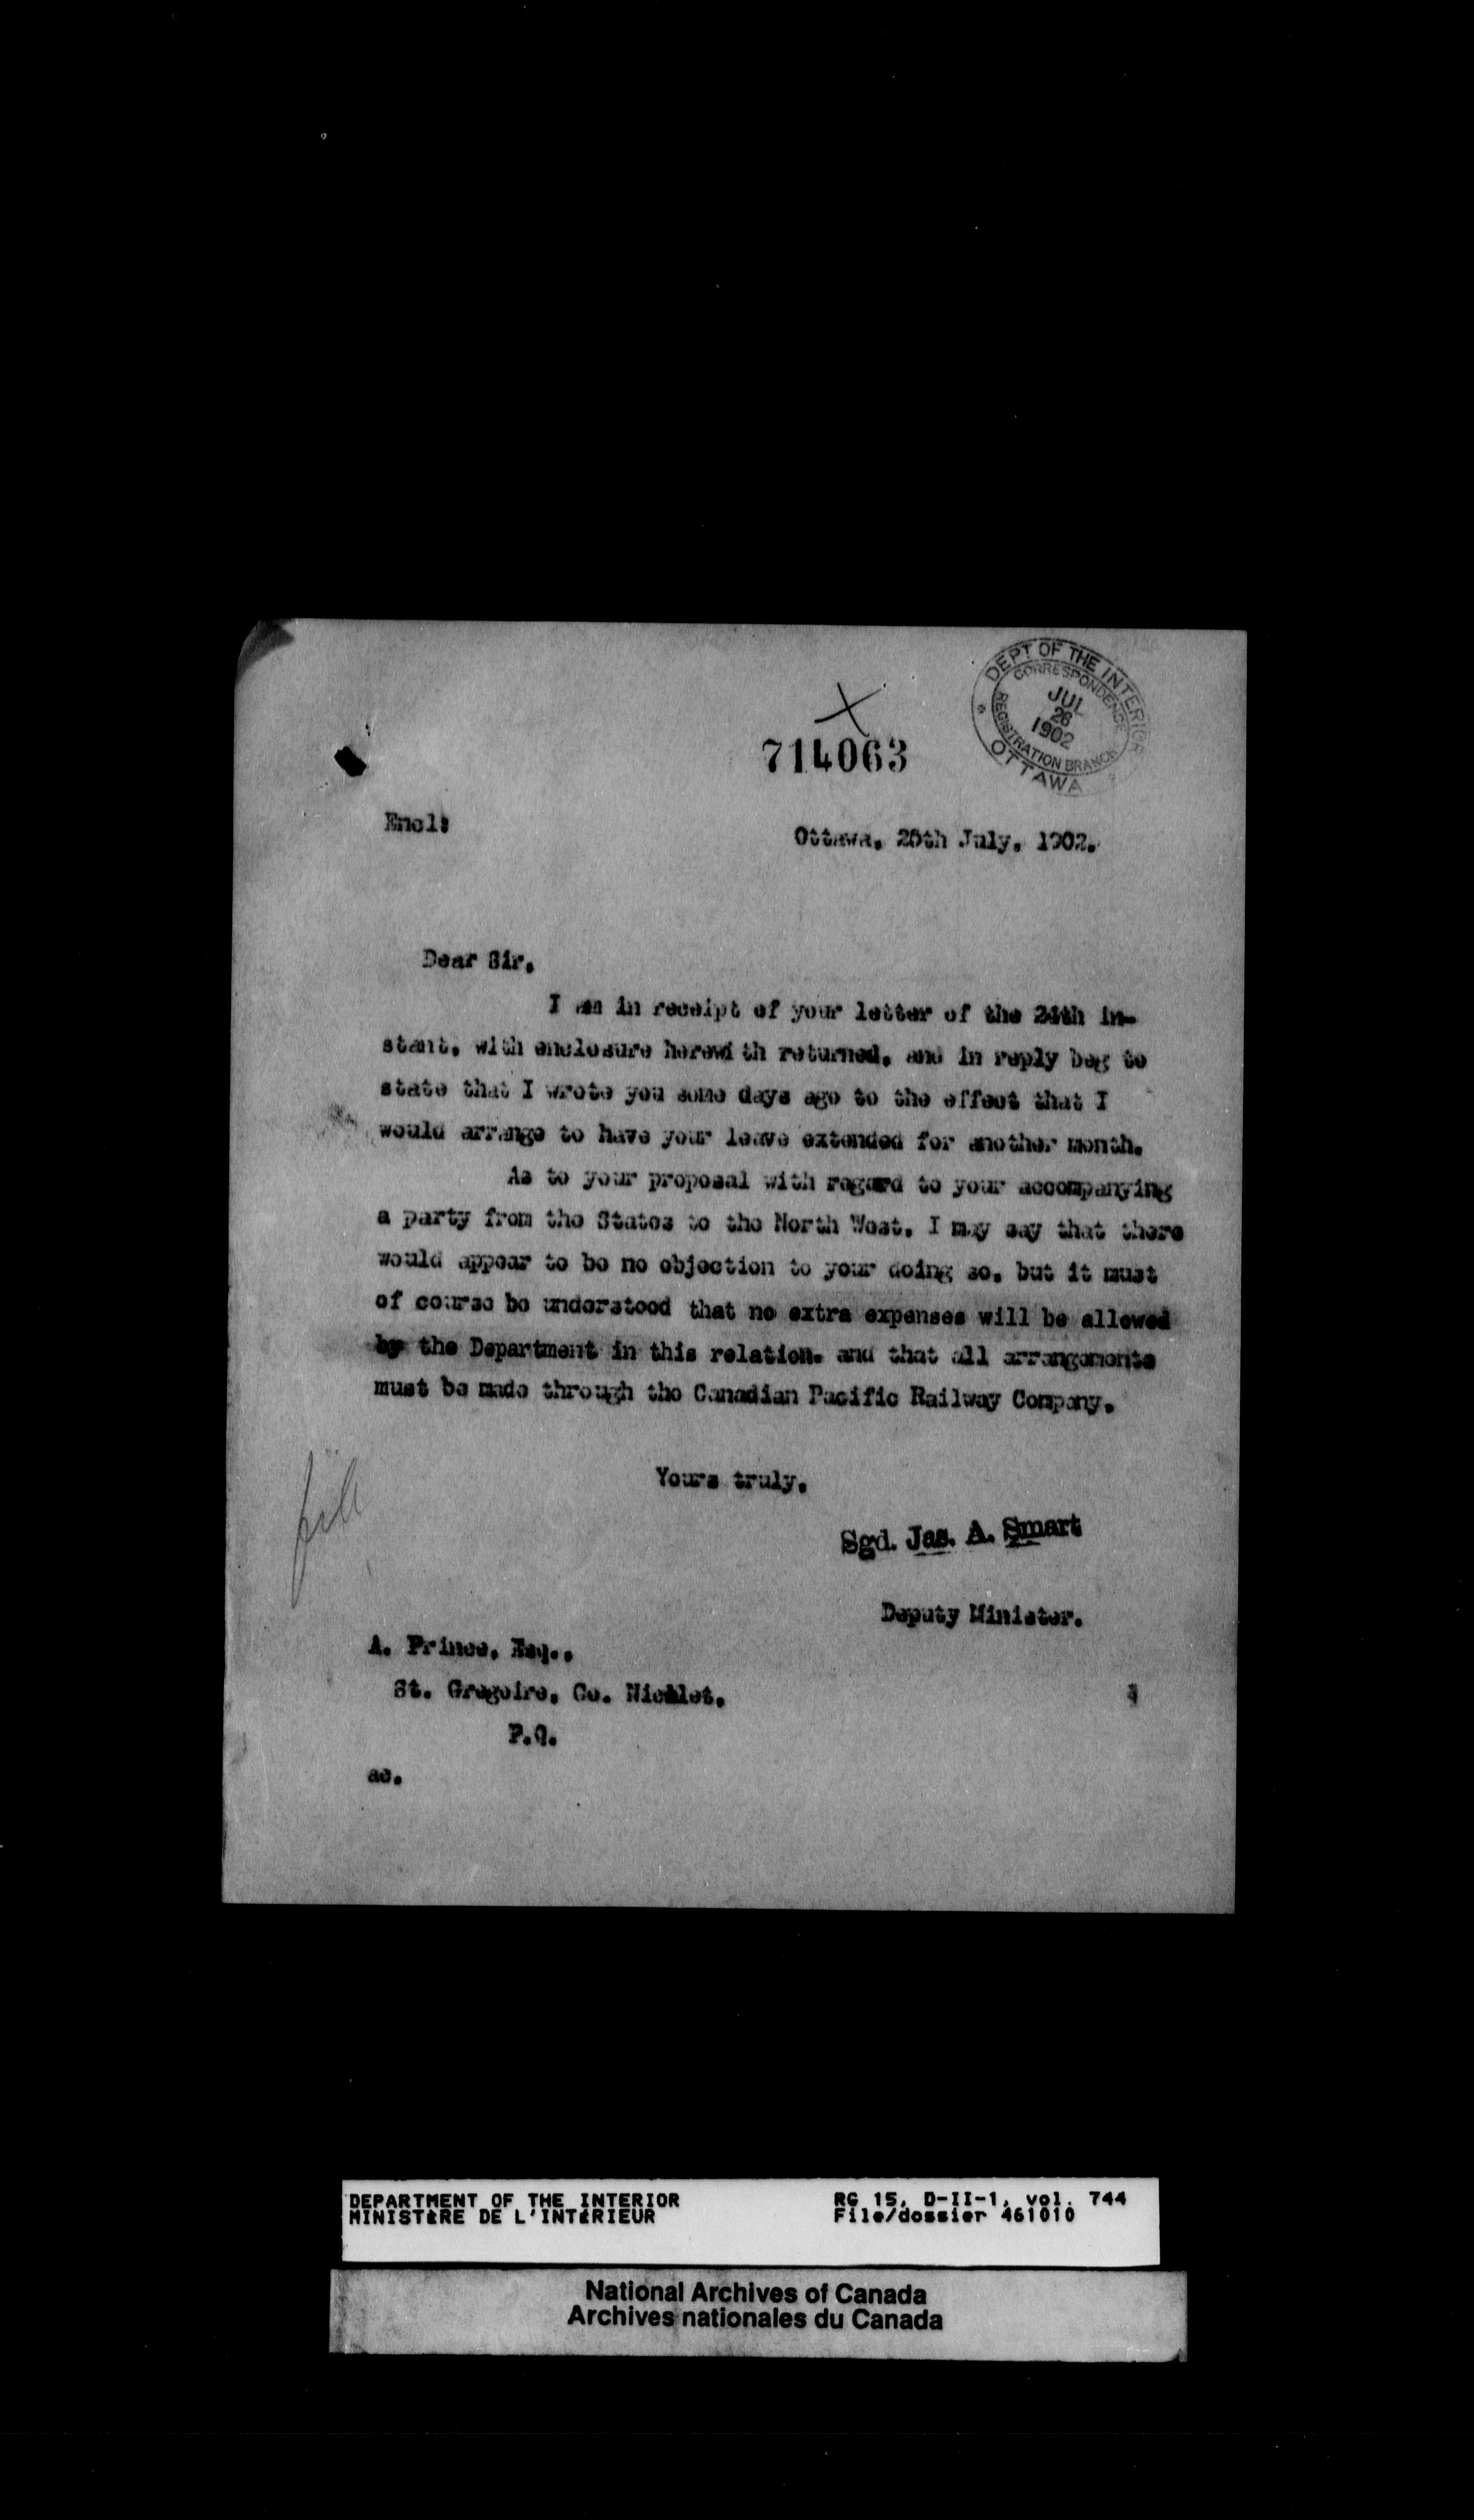 DEPT OF THE INTERIOR
CORRESPONDENCE
JUL
26
1902
REGISTRATION BRANCH
OTTAWA
714063
Encl:
Ottawa, 25th July, 1902.
Dear Sir,
I am in receipt of your letter of the 24th in-
stant, with enclosure herewith returned, and in reply beg to
state that I wrote you some days ago to the effect that I
would arrange to have your leave extended for another month.
As to your proposal with regard to your accompanying
a party from the States to the North West, I may say that there
would appear to be no objection to your doing so, but it must
of course be understood that no extra expenses will be allowed
by the Department in this relation, and that all arrangements
must be made through the Canadian Pacific Railway Company.
Yours truly,
Sgd. Jas. A. Smart
Deputy Minister.
A. Prince, Esq.,
St. Gregoire, Co. Nicolet,
P.Q.
DEPARTMENT OF THE INTERIOR
MINISTÈRE DE L'INTÉRIEUR
RG 15, D-II-1, vol. 744
File/dossier 461010
National Archives of Canada
Archives nationales du Canada